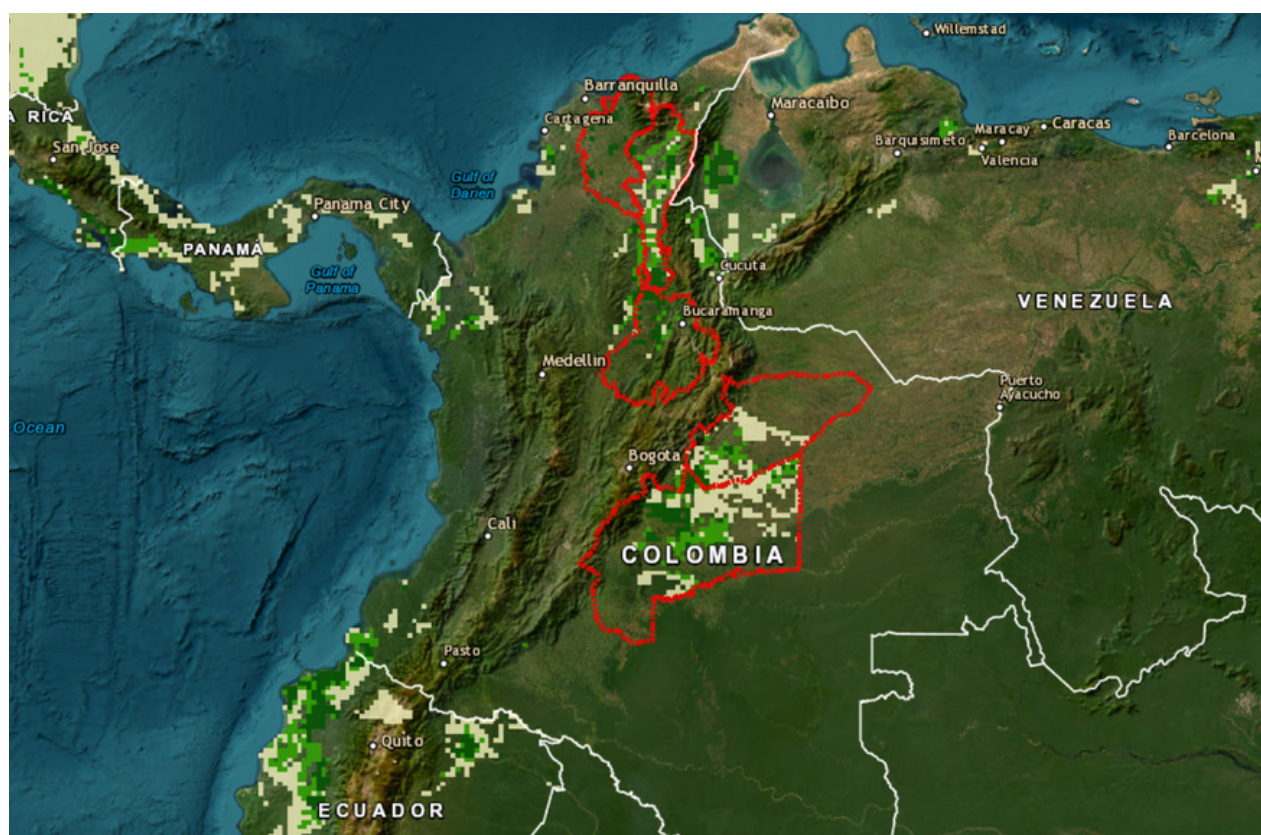 Willemstad
Barranquilla
Maracaibo
Cartagena
A RICA
Maracay
Caracas
Barquisimeto
Barcelona
San Jose
Valencia
Gulf of
Darien
Panama City
PANAMÁ
Gulf of
Panama
Cucuta
VENEZUELA
Bucaramanga
Medellin
Puerto
Ayacucho
Ocean
Bogota
Cali
COLOMBIA
Pasto
Quito
ECUADOR